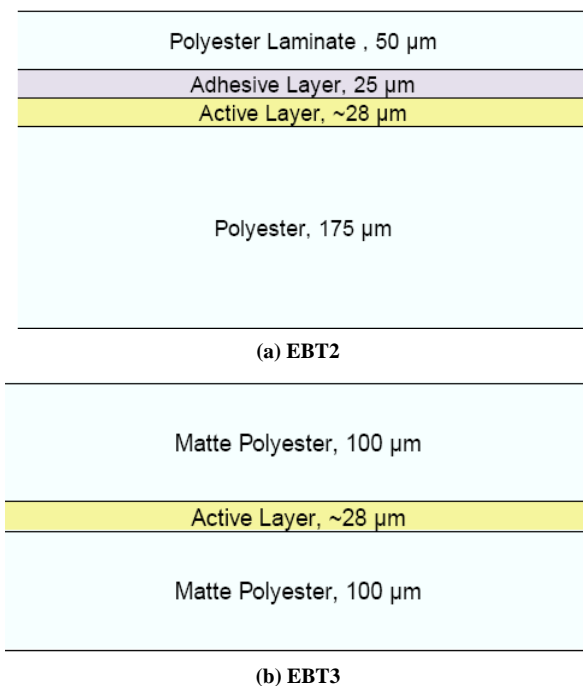 Polyester Laminate , 50 µm
Adhesive Layer, 25 µm
Active Layer, ~28 µm
Polyester, 175 µm
(a) EBT2
Matte Polyester, 100 µm
Active Layer, ~28 µm
Matte Polyester, 100 µm
(b) EBT3